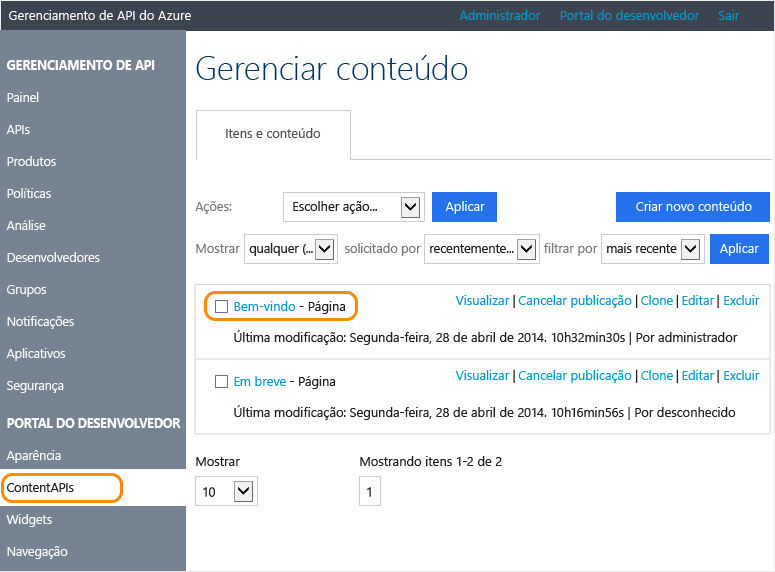 Gerenciamento de API do Azure
Administrador Portal do desenvolvedor Sair
GERENCIAMENTO DE API
Painel
APIs
Produtos
Políticas
Análise
Desenvolvedores
Grupos
Notificações
Aplicativos
Segurança
PORTAL DO DESENVOLVEDOR
Aparência
ContentAPIs
Widgets
Navegação
Gerenciar conteúdo
Itens e conteúdo
Ações: Escolher ação... Aplicar Criar novo conteúdo
Mostrar qualquer (... solicitado por recentemente... filtrar por mais recente Aplicar
Bem-vindo - Página Visualizar | Cancelar publicação | Clone | Editar | Excluir
Última modificação: Segunda-feira, 28 de abril de 2014. 10h32min30s | Por administrador
Em breve - Página Visualizar | Cancelar publicação | Clone | Editar | Excluir
Última modificação: Segunda-feira, 28 de abril de 2014. 10h16min56s | Por desconhecido
Mostrar Mostrando itens 1-2 de 2
10 1